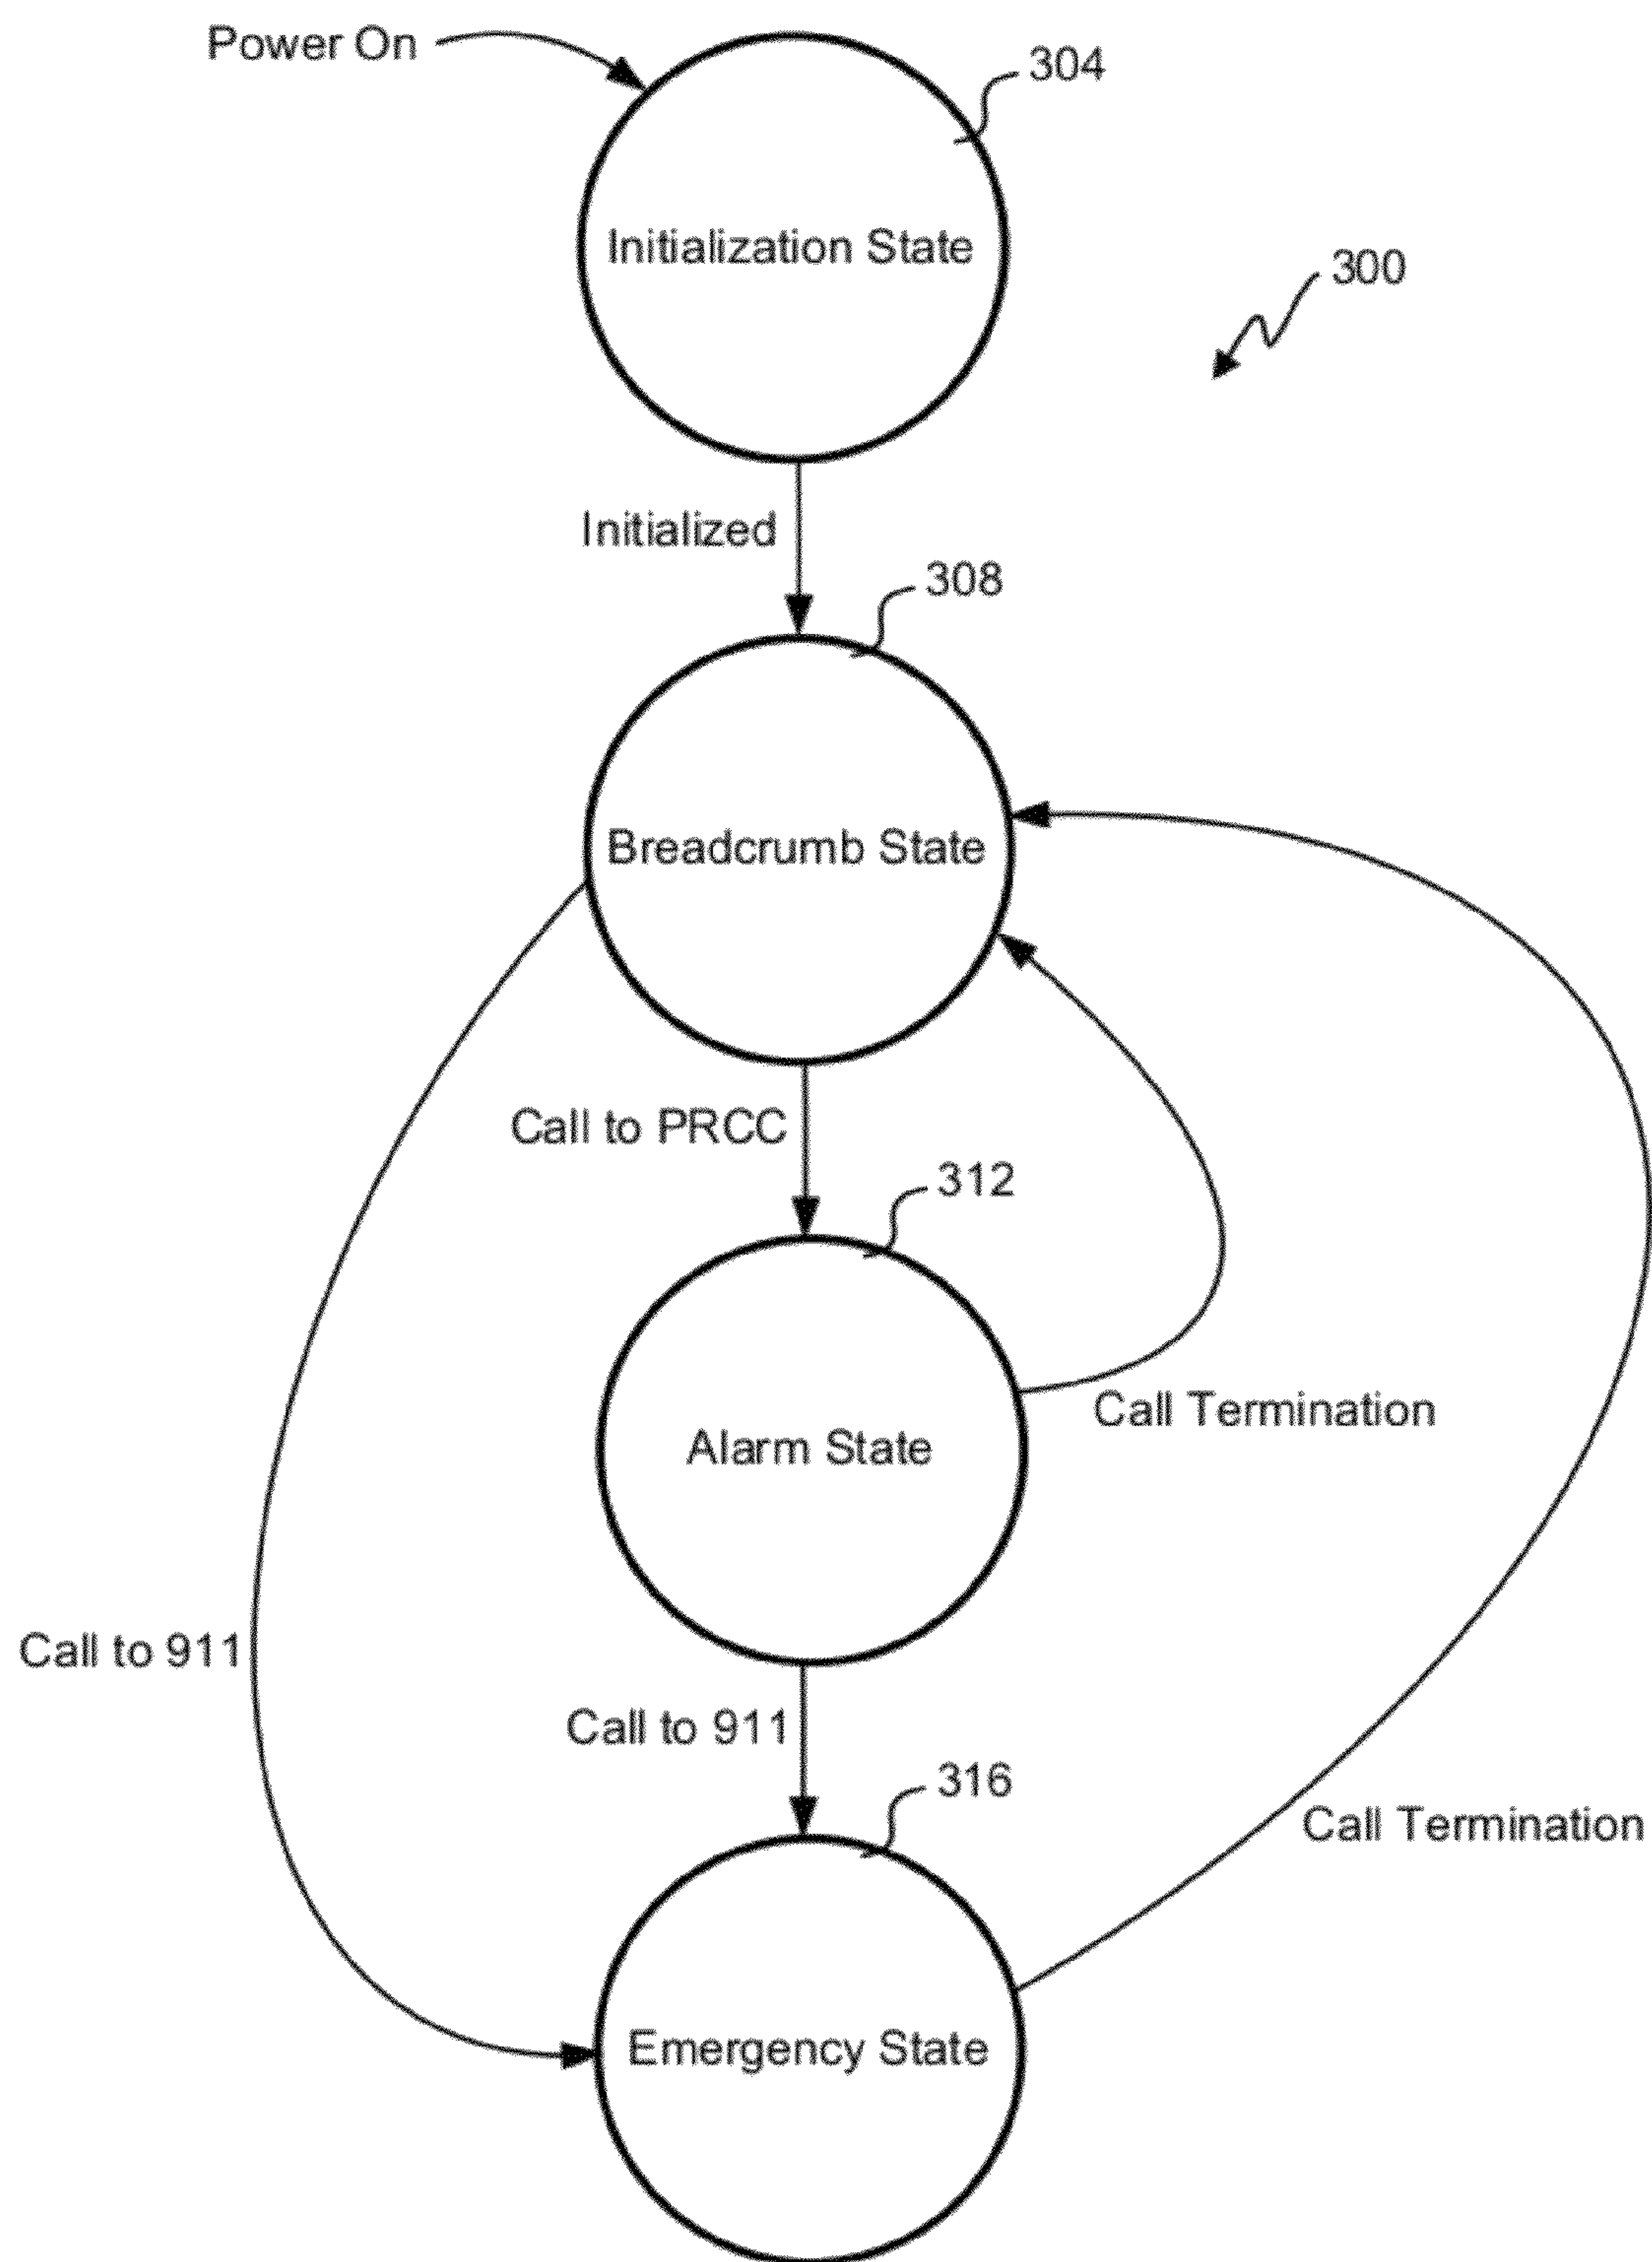 Power On
304
Initialization State
300
Initialized
308
Breadcrumb State
Call to PRCC
312
Call Termination
Alarm State
Call to 911
Call to 911
316
Call Termination
Emergency State